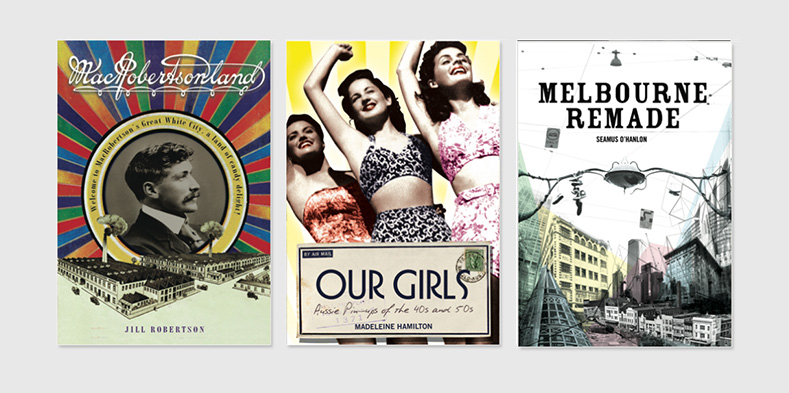 MacRobertsonland
Welcome to MacRobertson's Great White City, a land of candy delights!
JILL ROBERTSON
BY AIR MAIL
OUR GIRLS
Aussie Pin-ups of the 40s and 50s
MADELEINE HAMILTON
MELBOURNE
REMADE
SEAMUS O'HANLON